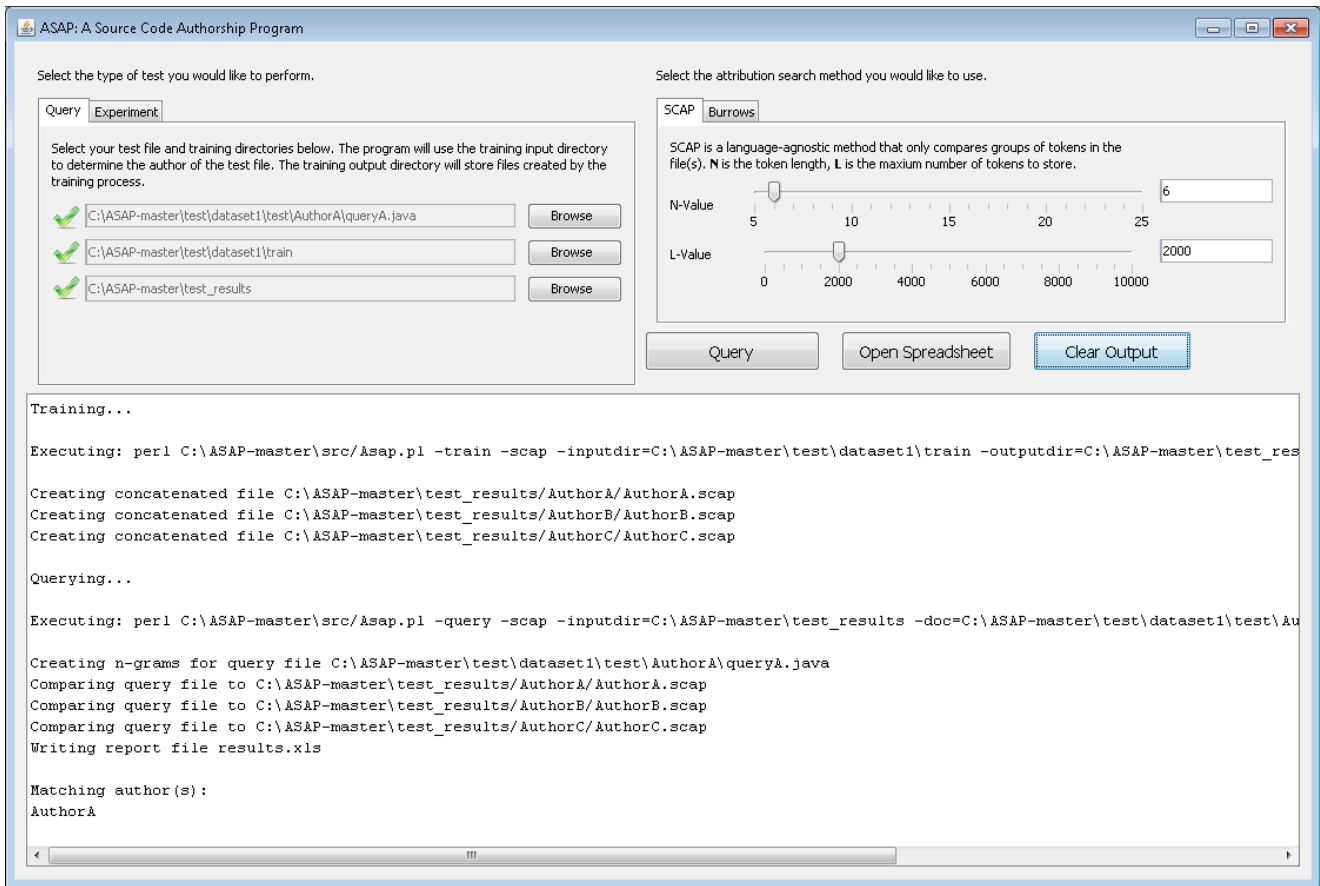 ASAP: A Source Code Authorship Program
Select the type of test you would like to perform.
Query Experiment
Select your test file and training directories below. The program will use the training input directory
to determine the author of the test file. The training output directory will store files created by the
training process.
C:\ASAP-master\test\dataset1\test\AuthorA\queryA.java Browse
C:\ASAP-master\test\dataset1\train Browse
C:\ASAP-master\test_results Browse
Select the attribution search method you would like to use.
SCAP Burrows
SCAP is a language-agnostic method that only compares groups of tokens in the
file(s). N is the token length, L is the maxium number of tokens to store.
N-Value 6
5 10 15 20 25
L-Value 2000
0 2000 4000 6000 8000 10000
Query Open Spreadsheet Clear Output
Training...
Executing: perl C:\ASAP-master\src/Asap.pl -train -scap -inputdir=C:\ASAP-master\test\dataset1\train -outputdir=C:\ASAP-master\test_res
Creating concatenated file C:\ASAP-master\test_results/AuthorA/AuthorA.scap
Creating concatenated file C:\ASAP-master\test_results/AuthorB/AuthorB.scap
Creating concatenated file C:\ASAP-master\test_results/AuthorC/AuthorC.scap
Querying...
Executing: perl C:\ASAP-master\src/Asap.pl -query -scap -inputdir=C:\ASAP-master\test_results -doc=C:\ASAP-master\test\dataset1\test\Au
Creating n-grams for query file C:\ASAP-master\test\dataset1\test\AuthorA\queryA.java
Comparing query file to C:\ASAP-master\test_results/AuthorA/AuthorA.scap
Comparing query file to C:\ASAP-master\test_results/AuthorB/AuthorB.scap
Comparing query file to C:\ASAP-master\test_results/AuthorC/AuthorC.scap
Writing report file results.xls
Matching author(s):
AuthorA